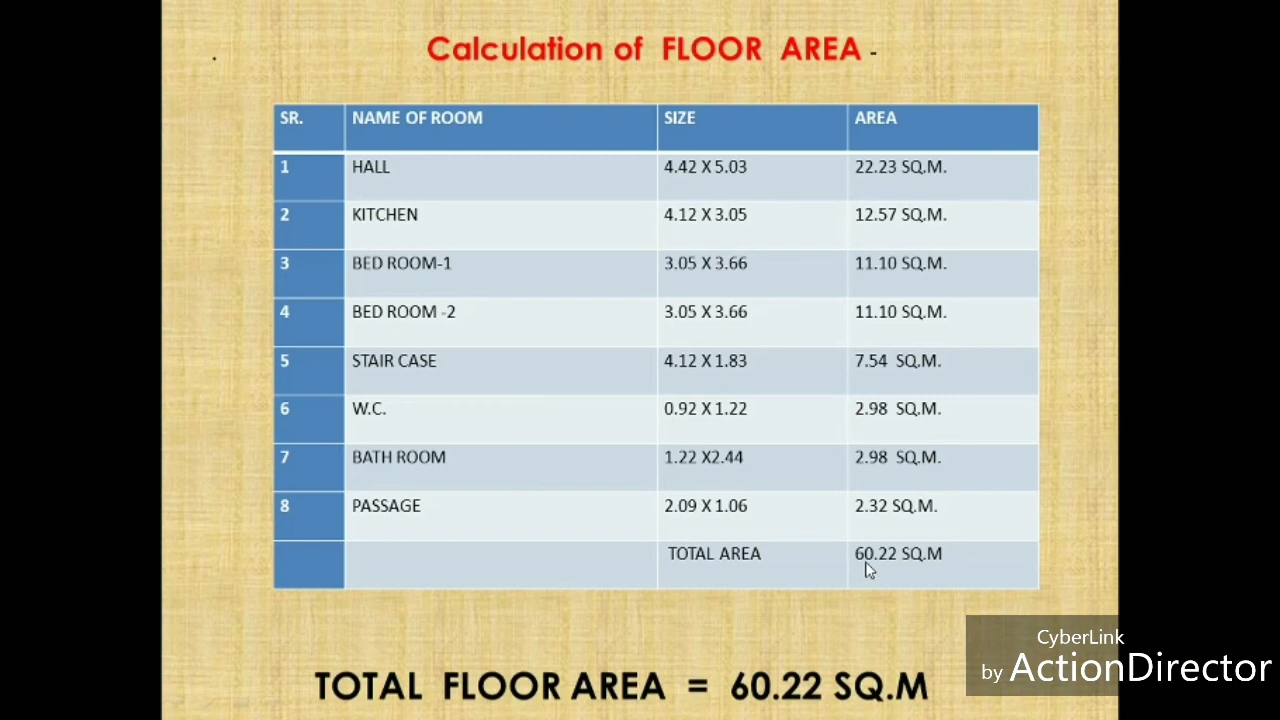 . Calculation of FLOOR AREA -
SR. NAME OF ROOM SIZE AREA
1 HALL 4.42 X 5.03 22.23 SQ.M.
2 KITCHEN 4.12 X 3.05 12.57 SQ.M.
3 BED ROOM-1 3.05 X 3.66 11.10 SQ.M.
4 BED ROOM -2 3.05 X 3.66 11.10 SQ.M.
5 STAIR CASE 4.12 X 1.83 7.54 SQ.M.
6 W.C. 0.92 X 1.22 2.98 SQ.M.
7 BATH ROOM 1.22 X2.44 2.98 SQ.M.
8 PASSAGE 2.09 X 1.06 2.32 SQ.M.
TOTAL AREA 60.22 SQ.M
TOTAL FLOOR AREA = 60.22 SQ.M
CyberLink
by ActionDirector